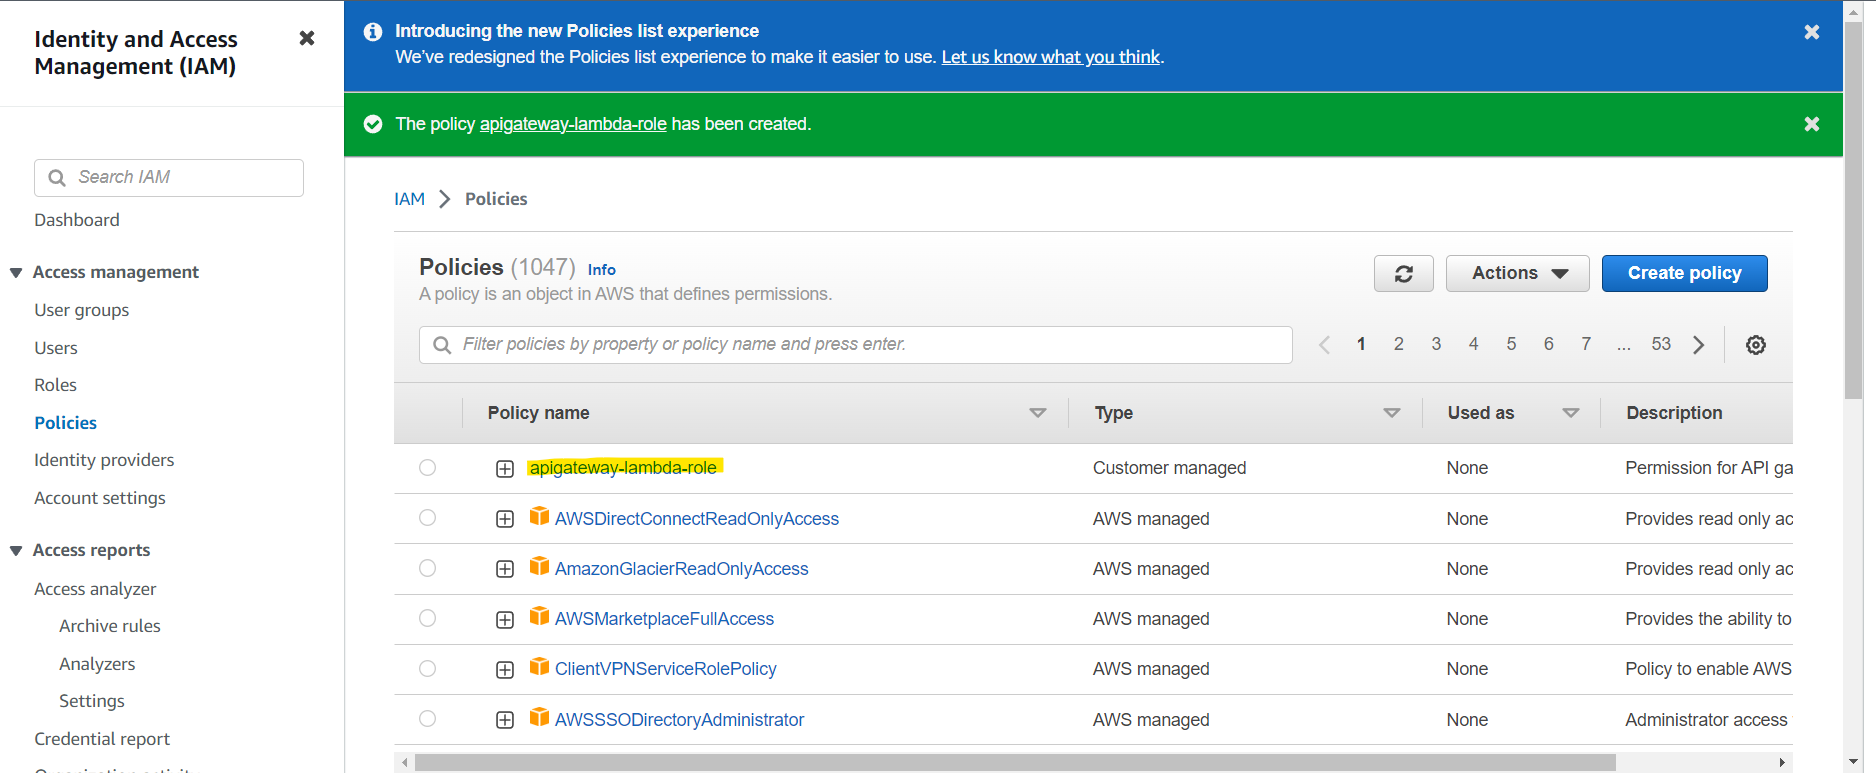 Identity and Access
Management (IAM)
Search IAM
Dashboard
Access management
User groups
Users
Roles
Policies
Identity providers
Account settings
Access reports
Access analyzer
Archive rules
Analyzers
Settings
Credential report
Introducing the new Policies list experience
We've redesigned the Policies list experience to make it easier to use. Let us know what you think.
The policy apigateway-lambda-role has been created.
IAM Policies
Policies (1047) Info
A policy is an object in AWS that defines permissions.
Actions
Create policy
Filter policies by property or policy name and press enter.
1 2 3 4 5 6 7 ... 53
Policy name Type Used as Description
apigateway-lambda-role Customer managed None Permission for API ga
AWSDirectConnectReadOnlyAccess AWS managed None Provides read only ac
AmazonGlacierReadOnlyAccess AWS managed None Provides read only ac
AWSMarketplaceFullAccess AWS managed None Provides the ability to
ClientVPNServiceRolePolicy AWS managed None Policy to enable AWS
AWSSSODirectoryAdministrator AWS managed None Administrator access